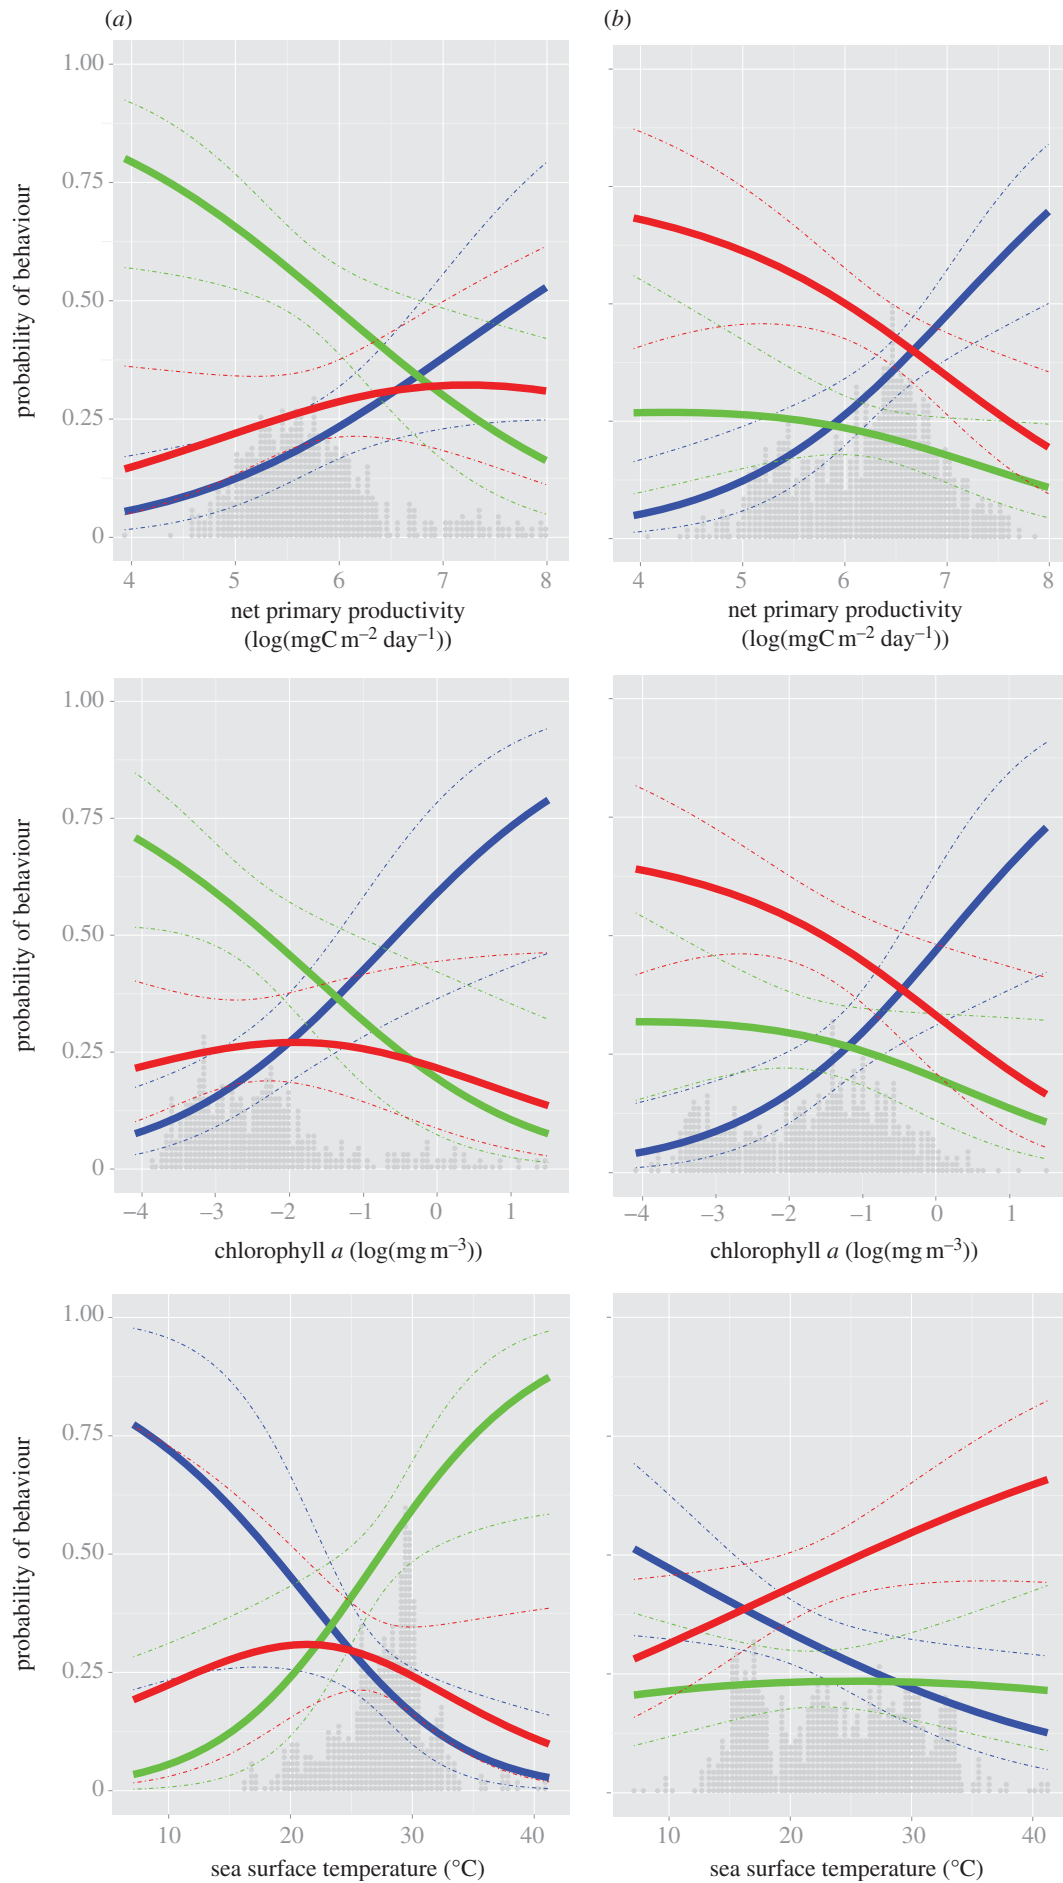 (a)
(b)
probability of behaviour
1.00
0.75
0.50
0.25
0
4 5 6 7 8
4 5 6 7 8
net primary productivity
(log(mgC m⁻² day⁻¹))
net primary productivity
(log(mgC m⁻² day⁻¹))
probability of behaviour
1.00
0.75
0.50
0.25
0
–4 –3 –2 –1 0 1
–4 –3 –2 –1 0 1
chlorophyll a (log(mg m⁻³))
chlorophyll a (log(mg m⁻³))
probability of behaviour
1.00
0.75
0.50
0.25
0
10 20 30 40
10 20 30 40
sea surface temperature (°C)
sea surface temperature (°C)